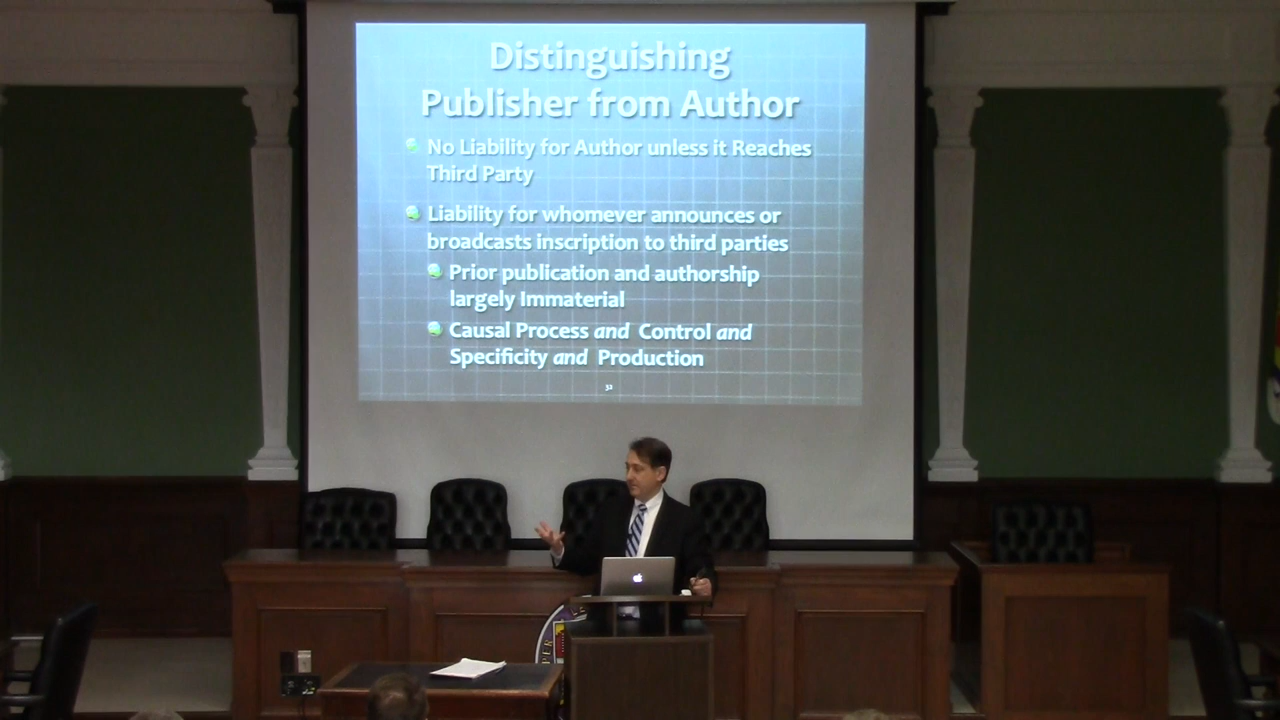 Distinguishing
Publisher from Author
No Liability for Author unless it Reaches
Third Party
Liability for whomever announces or
broadcasts inscription to third parties
Prior publication and authorship
largely Immaterial
Causal Process and Control and
Specificity and Production
32